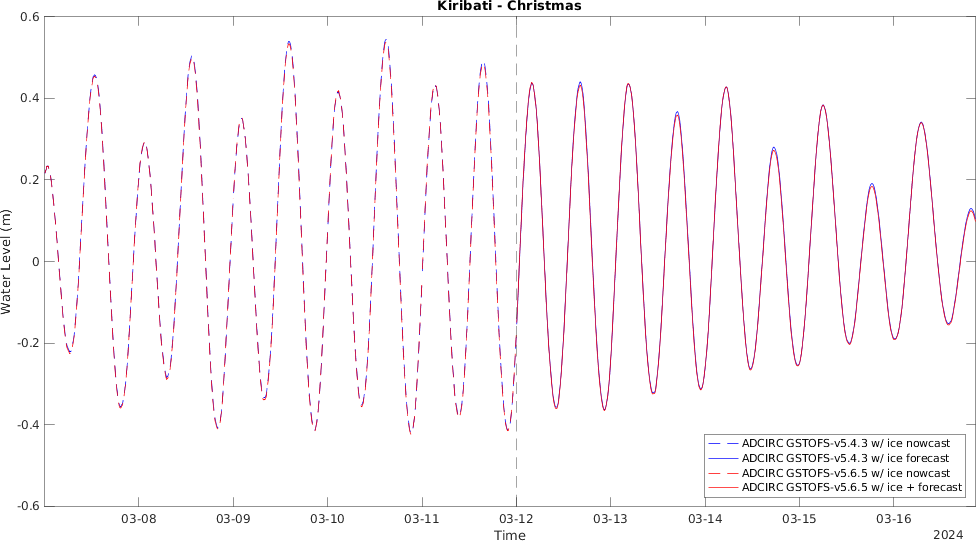 Kiribati - Christmas
0.6
0.4
0.2
0
-0.2
-0.4
-0.6
Water Level (m)
03-08 03-09 03-10 03-11 03-12 03-13 03-14 03-15 03-16
Time
2024
ADCIRC GSTOFS-v5.4.3 w/ ice nowcast
ADCIRC GSTOFS-v5.4.3 w/ ice forecast
ADCIRC GSTOFS-v5.6.5 w/ ice nowcast
ADCIRC GSTOFS-v5.6.5 w/ ice + forecast